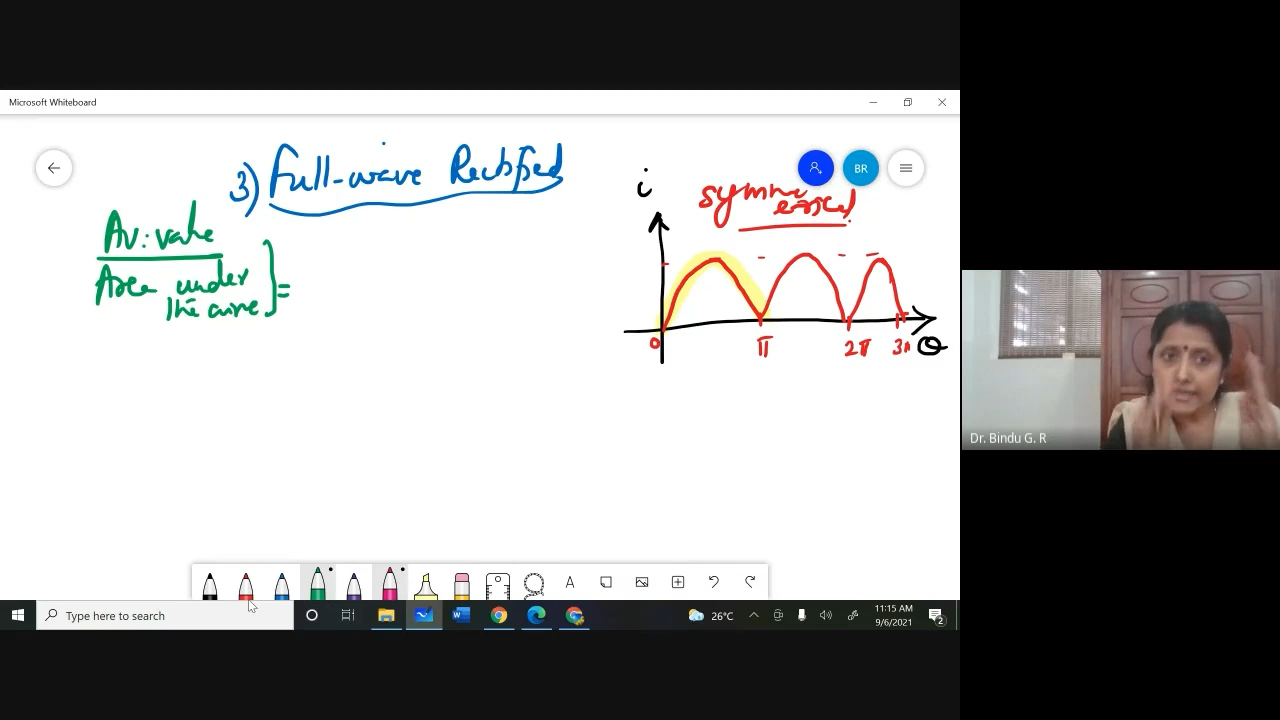 Microsoft Whiteboard
3) Full-wave Rectified
BR
i
symmetrical
Av: value
Area under
the curve =
0 π 2π 3π θ
Dr. Bindu G. R
A
Type here to search
26°C
11:15 AM
9/6/2021
2